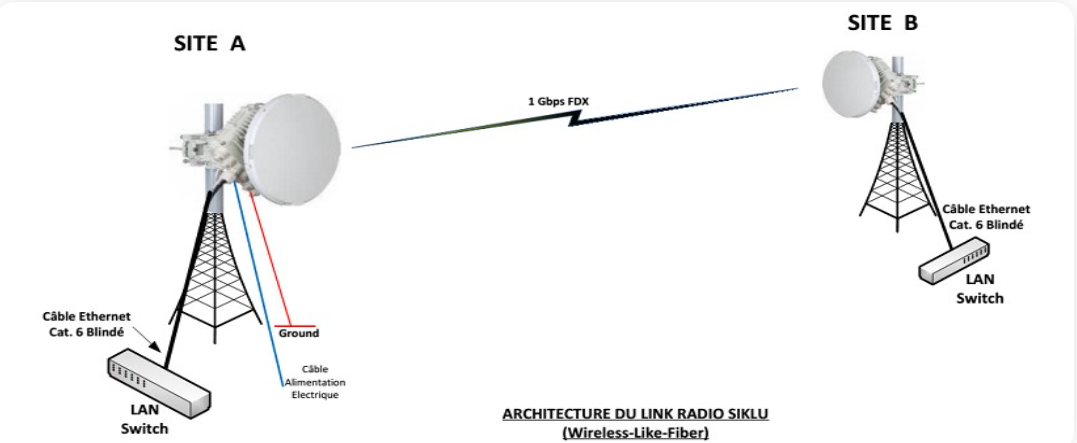 SITE B
SITE A
1 Gbps FDX
Câble Ethernet
Cat. 6 Blindé
LAN
Switch
Câble Ethernet
Cat. 6 Blindé
Ground
Câble
Alimentation
Electrique
LAN
Switch
ARCHITECTURE DU LINK RADIO SIKLU
(Wireless-Like-Fiber)